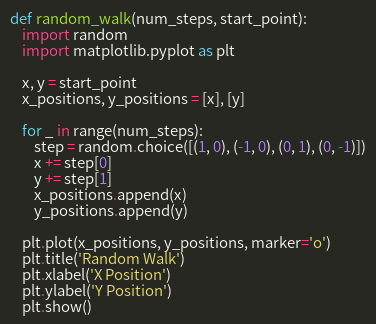 def random_walk(num_steps, start_point):
    import random
    import matplotlib.pyplot as plt

    x, y = start_point
    x_positions, y_positions = [x], [y]

    for _ in range(num_steps):
        step = random.choice([(1, 0), (-1, 0), (0, 1), (0, -1)])
        x += step[0]
        y += step[1]
        x_positions.append(x)
        y_positions.append(y)

    plt.plot(x_positions, y_positions, marker='o')
    plt.title('Random Walk')
    plt.xlabel('X Position')
    plt.ylabel('Y Position')
    plt.show()